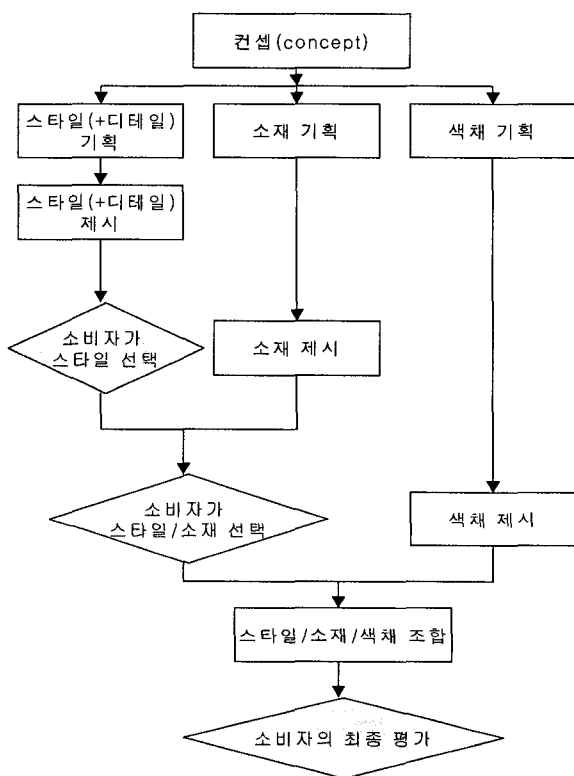 컨셉(concept)
스타일(+디테일)
기획
소재 기획
색채 기획
스타일(+디테일)
제시
소비자가
스타일 선택
소재 제시
소비자가
스타일/소재 선택
색채 제시
스타일/소재/색채 조합
소비자의 최종 평가